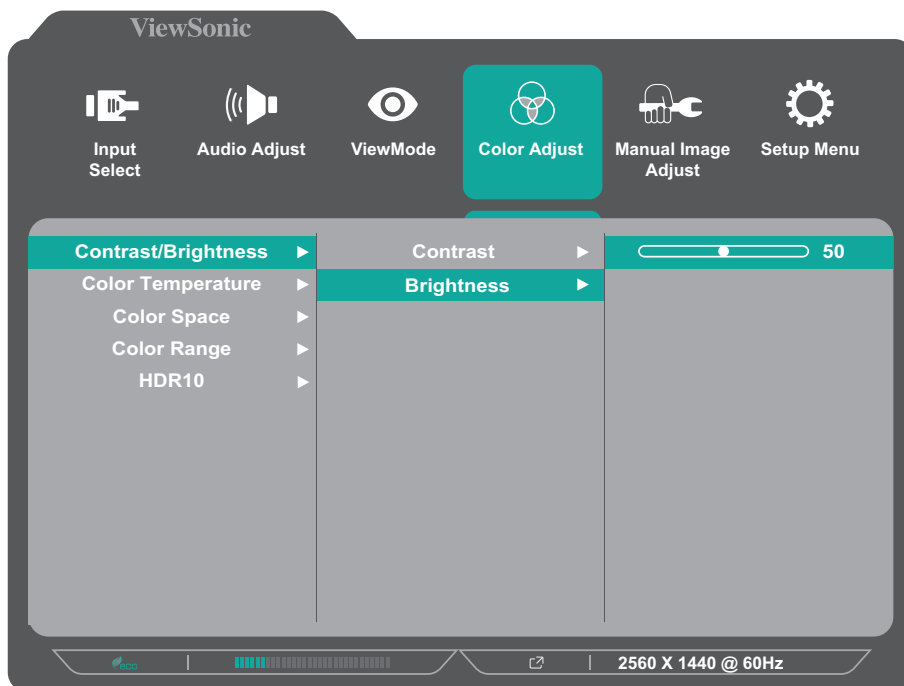 ViewSonic
Input
Select
Audio Adjust
ViewMode
Color Adjust
Manual Image
Adjust
Setup Menu
Contrast/Brightness
Contrast
50
Color Temperature
Brightness
Color Space
Color Range
HDR10
eco
2560 X 1440 @ 60Hz